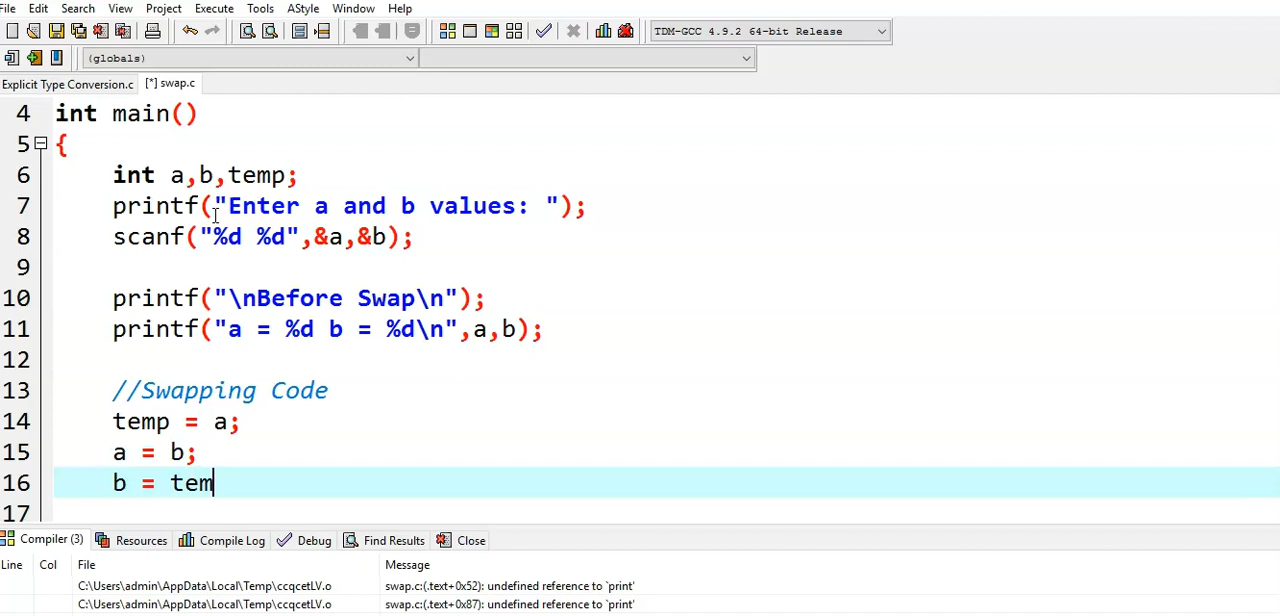 File Edit Search View Project Execute Tools AStyle Window Help
TDM-GCC 4.9.2 64-bit Release
(globals)
Explicit Type Conversion.c [*] swap.c
4 int main()
5 {
6 int a,b,temp;
7 printf("Enter a and b values: ");
8 scanf("%d %d",&a,&b);
9
10 printf("\nBefore Swap\n");
11 printf("a = %d b = %d\n",a,b);
12
13 //Swapping Code
14 temp = a;
15 a = b;
16 b = tem
17
Compiler (3) Resources Compile Log Debug Find Results Close
Line Col File Message
C:\Users\admin\AppData\Local\Temp\ccqcetLV.o swap.c:(.text+0x52): undefined reference to `print'
C:\Users\admin\AppData\Local\Temp\ccqcetLV.o swap.c:(.text+0x87): undefined reference to `print'